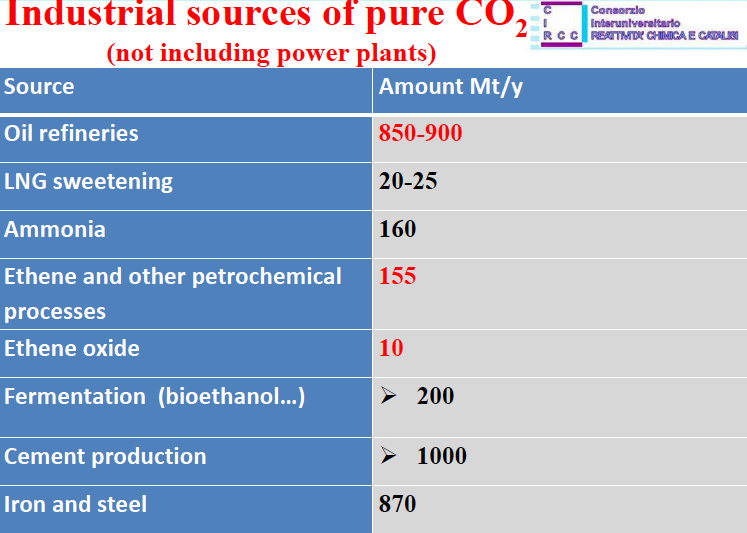 Industrial sources of pure CO2
(not including power plants)
C
I
R C C
Consorzio
Interuniversitario
REATTIVITA' CHIMICA E CATALISI
Source Amount Mt/y
Oil refineries 850-900
LNG sweetening 20-25
Ammonia 160
Ethene and other petrochemical 155
processes
Ethene oxide 10
Fermentation (bioethanol…) ➢ 200
Cement production ➢ 1000
Iron and steel 870